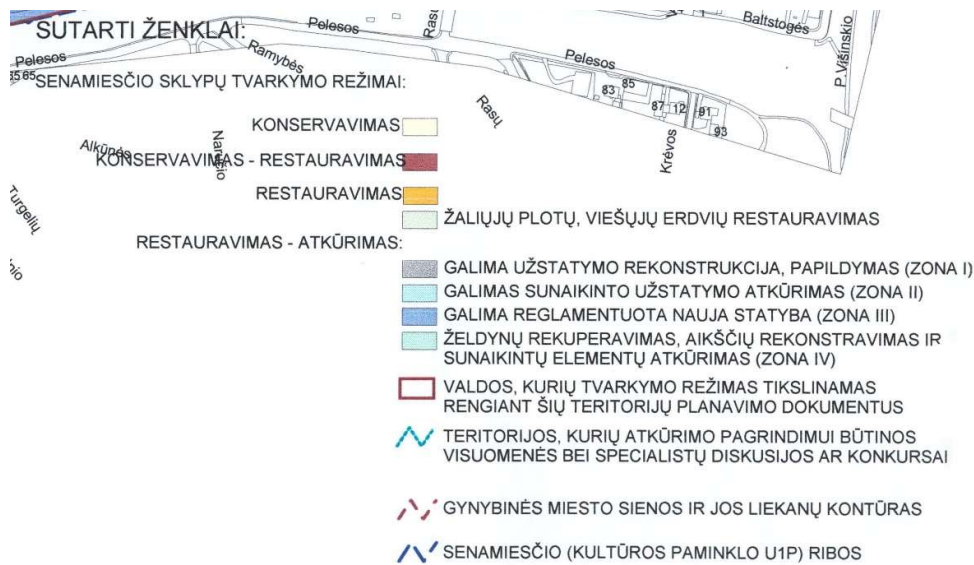 SUTARTI ŽENKLAI:
Pelesos
Rasų
Baltstogės
P.Višinskio
Pelesos
Ramybės
Pelesos
SENAMIESČIO SKLYPŲ TVARKYMO REŽIMAI:
83
85
87
12
91
93
Rasų
Krėvos
KONSERVAVIMAS
Alkūnės
Naručio
KONSERVAVIMAS - RESTAURAVIMAS
RESTAURAVIMAS
Turgelių
ŽALIŲJŲ PLOTŲ, VIEŠŲJŲ ERDVIŲ RESTAURAVIMAS
RESTAURAVIMAS - ATKŪRIMAS:
GALIMA UŽSTATYMO REKONSTRUKCIJA, PAPILDYMAS (ZONA I)
GALIMAS SUNAIKINTO UŽSTATYMO ATKŪRIMAS (ZONA II)
GALIMA REGLAMENTUOTA NAUJA STATYBA (ZONA III)
ŽELDYNŲ REKUPERAVIMAS, AIKŠČIŲ REKONSTRAVIMAS IR
SUNAIKINTŲ ELEMENTŲ ATKŪRIMAS (ZONA IV)
VALDOS, KURIŲ TVARKYMO REŽIMAS TIKSLINAMAS
RENGIANT ŠIŲ TERITORIJŲ PLANAVIMO DOKUMENTUS
TERITORIJOS, KURIŲ ATKŪRIMO PAGRINDIMUI BŪTINOS
VISUOMENĖS BEI SPECIALISTŲ DISKUSIJOS AR KONKURSAI
GYNYBINĖS MIESTO SIENOS IR JOS LIEKANŲ KONTŪRAS
SENAMIESČIO (KULTŪROS PAMINKLO U1P) RIBOS